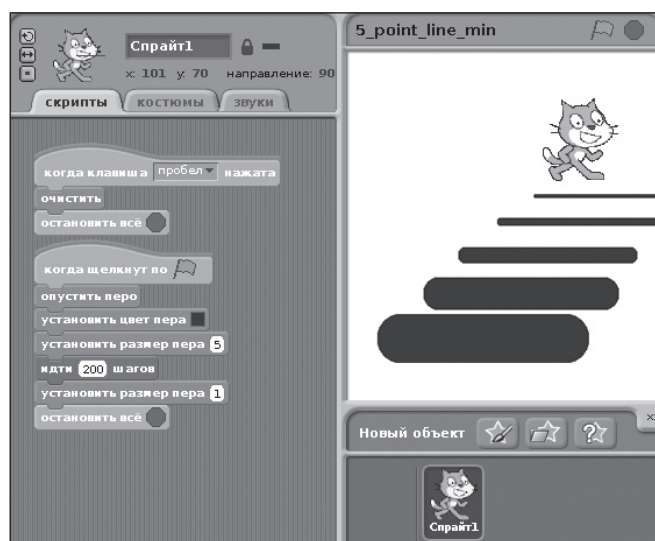 Спрайт1
x: 101 y: 70 направление: 90
скрипты костюмы звуки
когда клавиша пробел нажата
очистить
остановить всё
когда щелкнут по
опустить перо
установить цвет пера
установить размер пера 5
идти 200 шагов
установить размер пера 1
остановить всё
5_point_line_min
Новый объект
Спрайт1